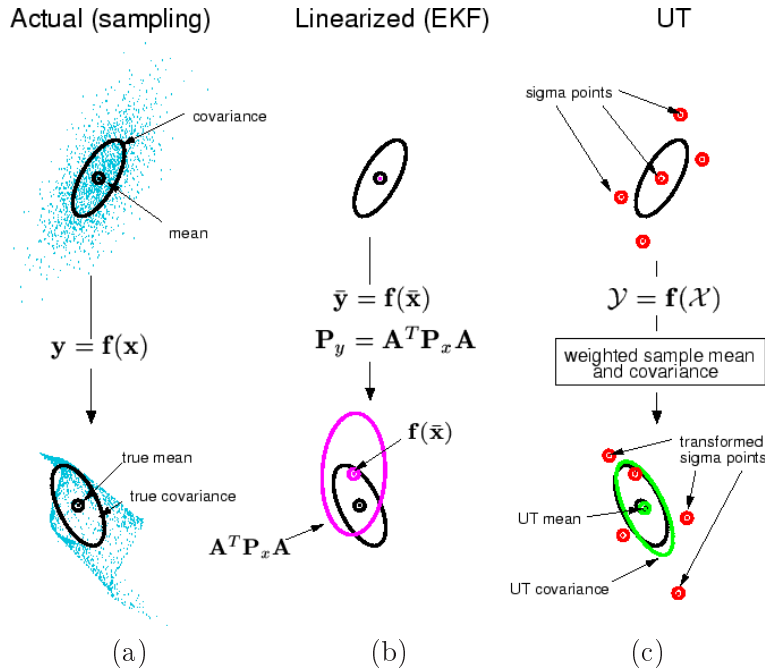 Actual (sampling)
covariance
mean
y = f(x)
true mean
true covariance
(a)
Linearized (EKF)
ȳ = f(x̄)
P_y = A^T P_x A
f(x̄)
A^T P_x A
(b)
UT
sigma points
𝒴 = f(𝒳)
weighted sample mean
and covariance
transformed
sigma points
UT mean
UT covariance
(c)